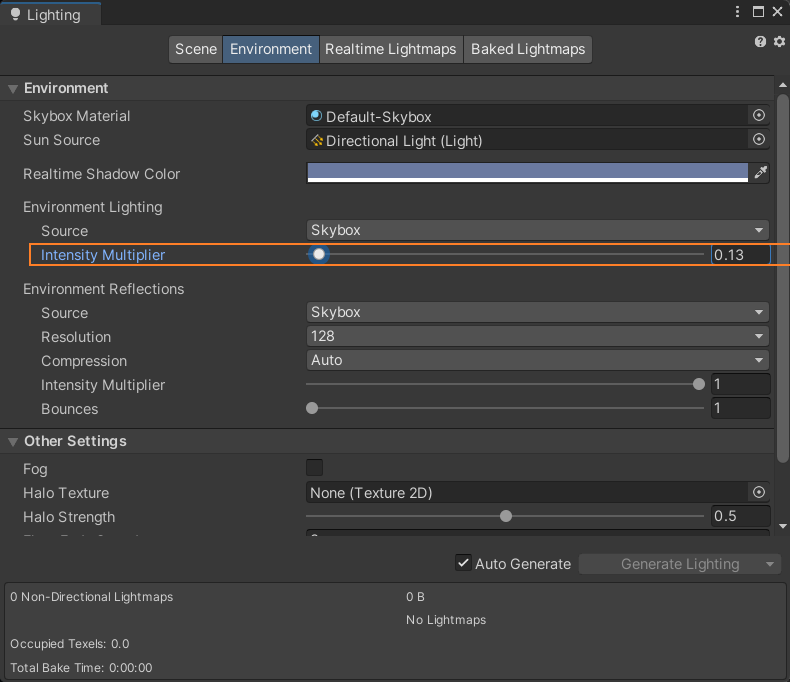 Lighting
Scene Environment Realtime Lightmaps Baked Lightmaps
Environment
Skybox Material Default-Skybox
Sun Source Directional Light (Light)
Realtime Shadow Color
Environment Lighting
Source Skybox
Intensity Multiplier 0.13
Environment Reflections
Source Skybox
Resolution 128
Compression Auto
Intensity Multiplier 1
Bounces 1
Other Settings
Fog
Halo Texture None (Texture 2D)
Halo Strength 0.5
Auto Generate Generate Lighting
0 Non-Directional Lightmaps 0 B
No Lightmaps
Occupied Texels: 0.0
Total Bake Time: 0:00:00